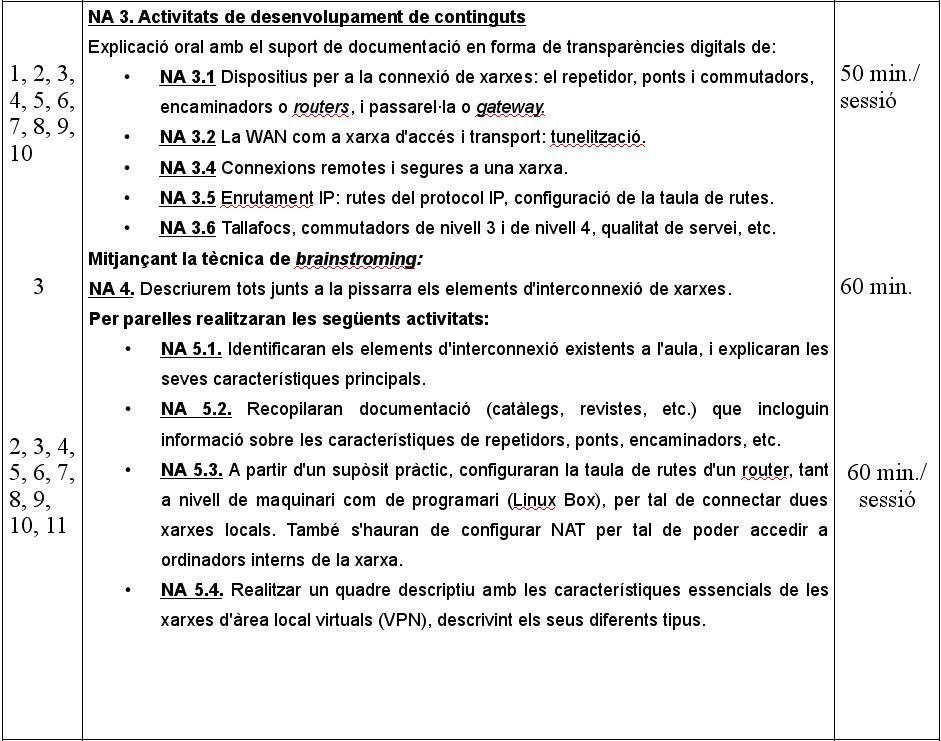 NA 3. Activitats de desenvolupament de continguts
Explicació oral amb el suport de documentació en forma de transparències digitals de:
1, 2, 3,
4, 5, 6,
7, 8, 9,
10
• NA 3.1 Dispositius per a la connexió de xarxes: el repetidor, ponts i commutadors,
encaminadors o routers, i passarel·la o gateway.
50 min./
sessió
• NA 3.2 La WAN com a xarxa d'accés i transport: tunelització.
• NA 3.4 Connexions remotes i segures a una xarxa.
• NA 3.5 Enrutament IP: rutes del protocol IP, configuració de la taula de rutes.
• NA 3.6 Tallafocs, commutadors de nivell 3 i de nivell 4, qualitat de servei, etc.
Mitjançant la tècnica de brainstroming:
3
NA 4. Descriurem tots junts a la pissarra els elements d'interconnexió de xarxes.
60 min.
Per parelles realitzaran les següents activitats:
• NA 5.1. Identificaran els elements d'interconnexió existents a l'aula, i explicaran les
seves característiques principals.
• NA 5.2. Recopilaran documentació (catàlegs, revistes, etc.) que incloguin
informació sobre les característiques de repetidors, ponts, encaminadors, etc.
2, 3, 4,
5, 6, 7,
8, 9,
10, 11
• NA 5.3. A partir d'un supòsit pràctic, configuraran la taula de rutes d'un router, tant
a nivell de maquinari com de programari (Linux Box), per tal de connectar dues
xarxes locals. També s'hauran de configurar NAT per tal de poder accedir a
ordinadors interns de la xarxa.
60 min./
sessió
• NA 5.4. Realitzar un quadre descriptiu amb les característiques essencials de les
xarxes d'àrea local virtuals (VPN), descrivint els seus diferents tipus.